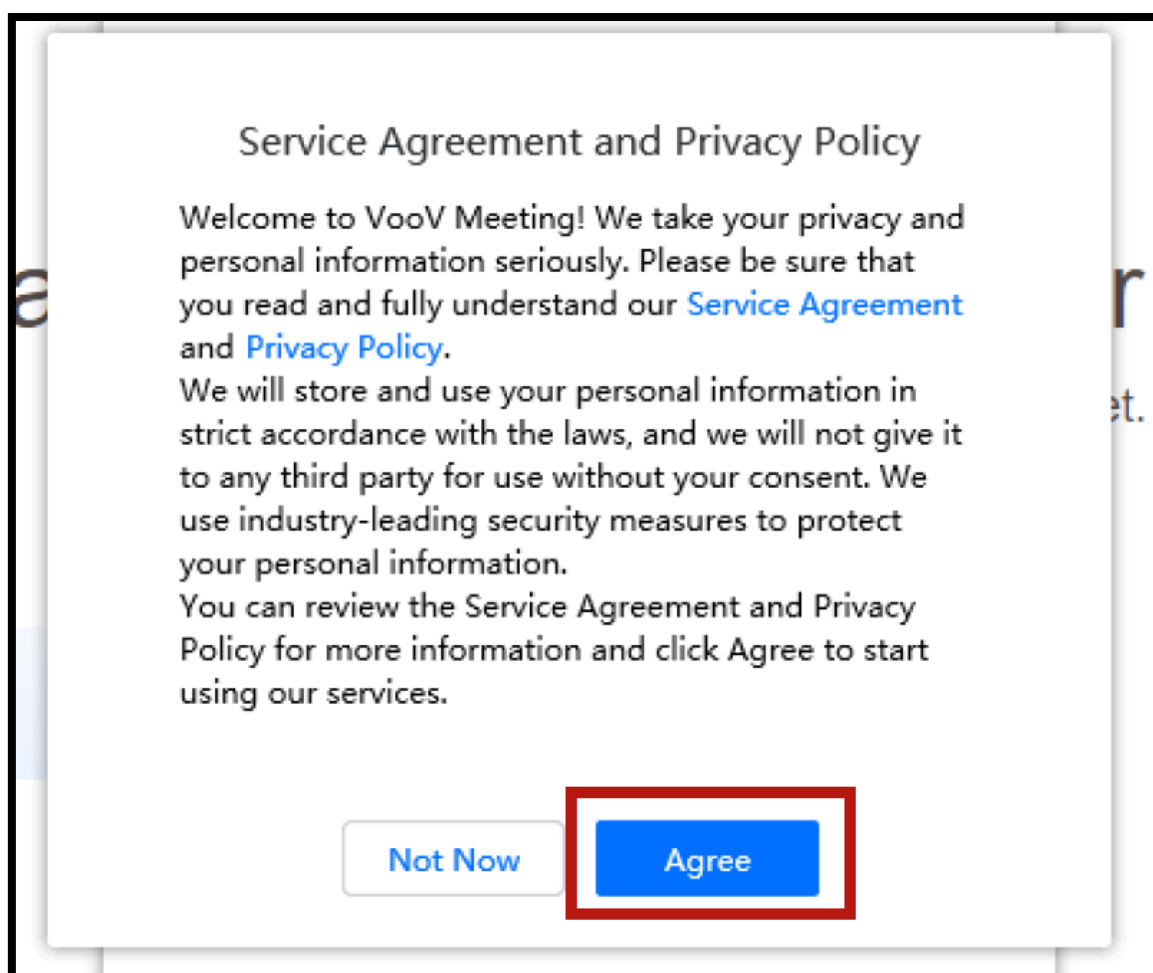 Service Agreement and Privacy Policy
Welcome to VooV Meeting! We take your privacy and
personal information seriously. Please be sure that
you read and fully understand our Service Agreement
and Privacy Policy.
We will store and use your personal information in
strict accordance with the laws, and we will not give it
to any third party for use without your consent. We
use industry-leading security measures to protect
your personal information.
You can review the Service Agreement and Privacy
Policy for more information and click Agree to start
using our services.
Not Now
Agree